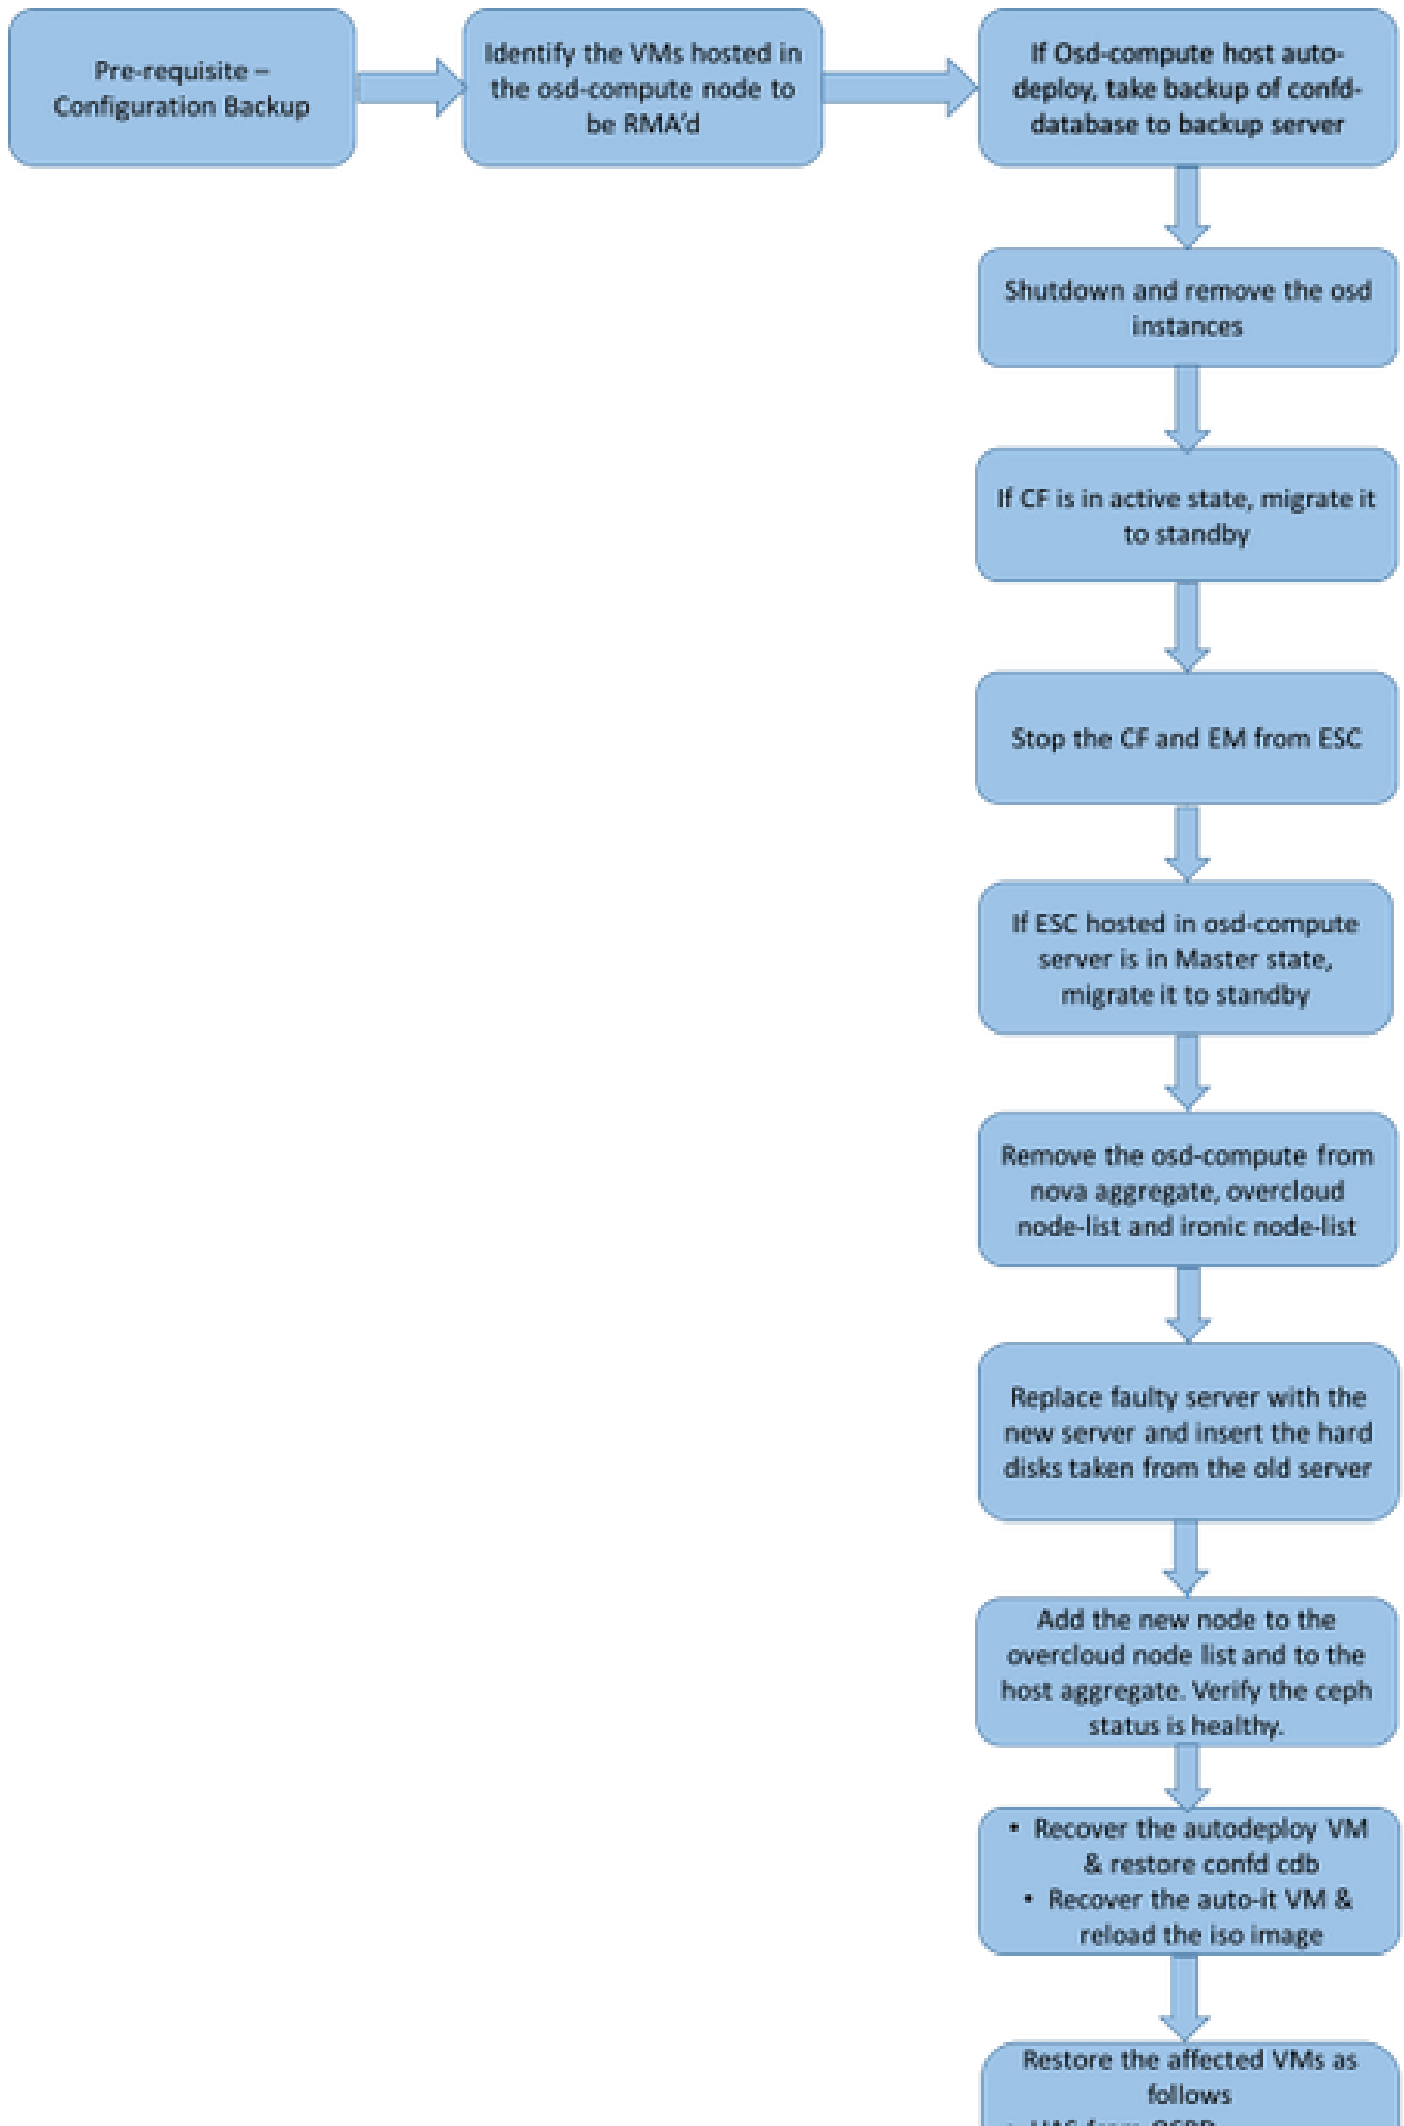 Pre-requisite –
Configuration Backup
Identify the VMs hosted in
the osd-compute node to
be RMA'd
If Osd-compute host auto-
deploy, take backup of confd-
database to backup server
Shutdown and remove the osd
instances
If CF is in active state, migrate it
to standby
Stop the CF and EM from ESC
If ESC hosted in osd-compute
server is in Master state,
migrate it to standby
Remove the osd-compute from
nova aggregate, overcloud
node-list and ironic node-list
Replace faulty server with the
new server and insert the hard
disks taken from the old server
Add the new node to the
overcloud node list and to the
host aggregate. Verify the ceph
status is healthy.
• Recover the autodeploy VM
& restore confd cdb
• Recover the auto-it VM &
reload the iso image
Restore the affected VMs as
follows